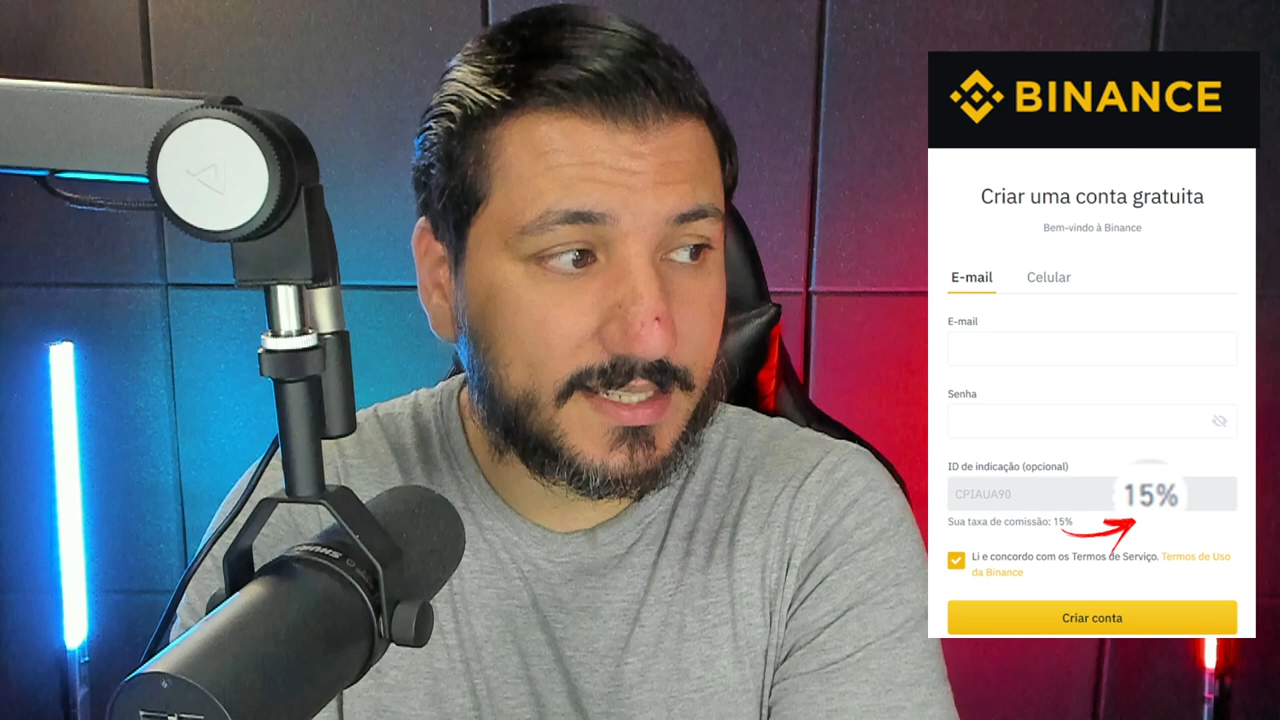 BINANCE
Criar uma conta gratuita
Bem-vindo à Binance
E-mail
Celular
E-mail
Senha
ID de indicação (opcional)
CPIAUA90
15%
Sua taxa de comissão: 15%
Li e concordo com os Termos de Serviço. Termos de Uso
da Binance
Criar conta
SHURE